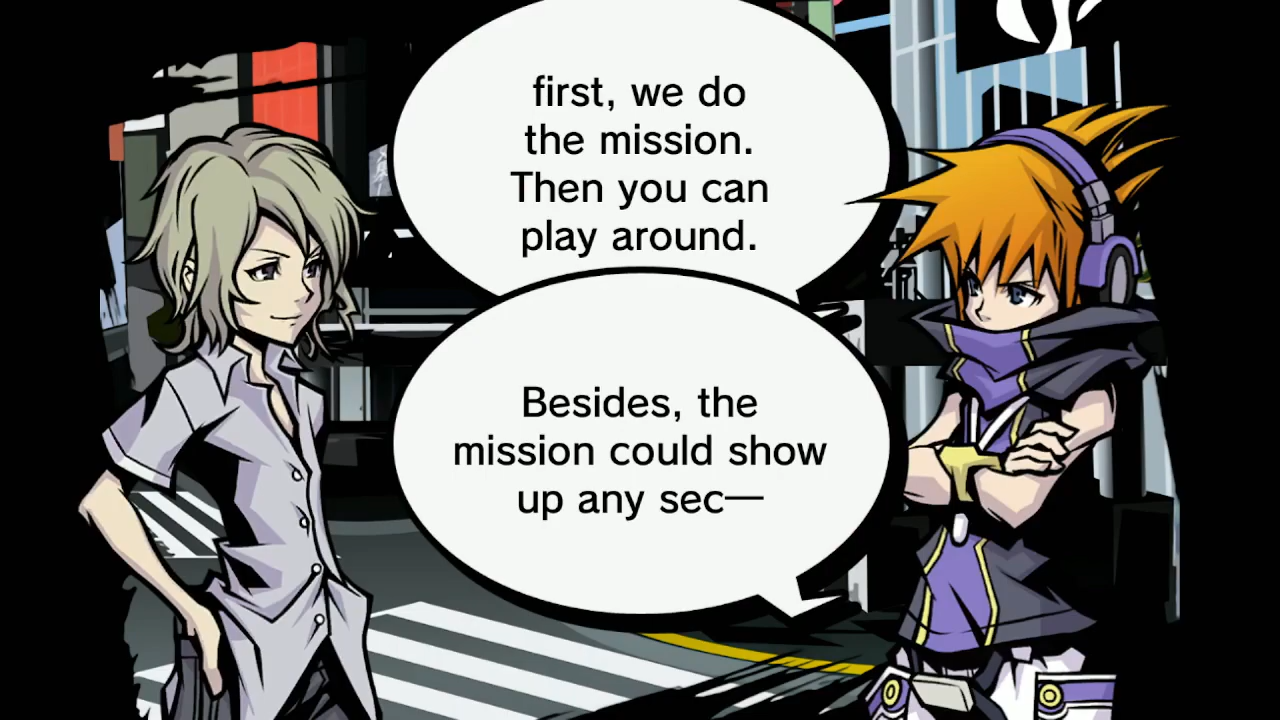 first, we do
the mission.
Then you can
play around.
Besides, the
mission could show
up any sec—